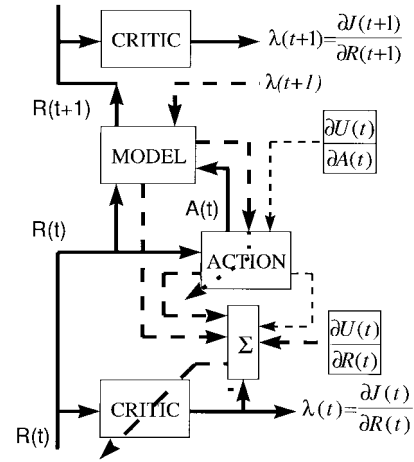 CRITIC
λ(t+1)=∂J(t+1)/∂R(t+1)
R(t+1)
λ(t+1)
MODEL
∂U(t)/∂A(t)
A(t)
R(t)
ACTION
Σ
∂U(t)/∂R(t)
CRITIC
λ(t)=∂J(t)/∂R(t)
R(t)